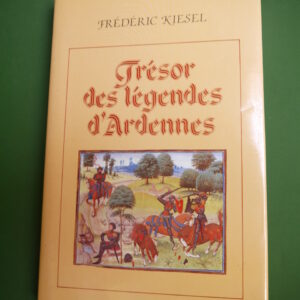 FRÉDÉRIC KIESEL
Trésor
des légendes
d'Ardennes